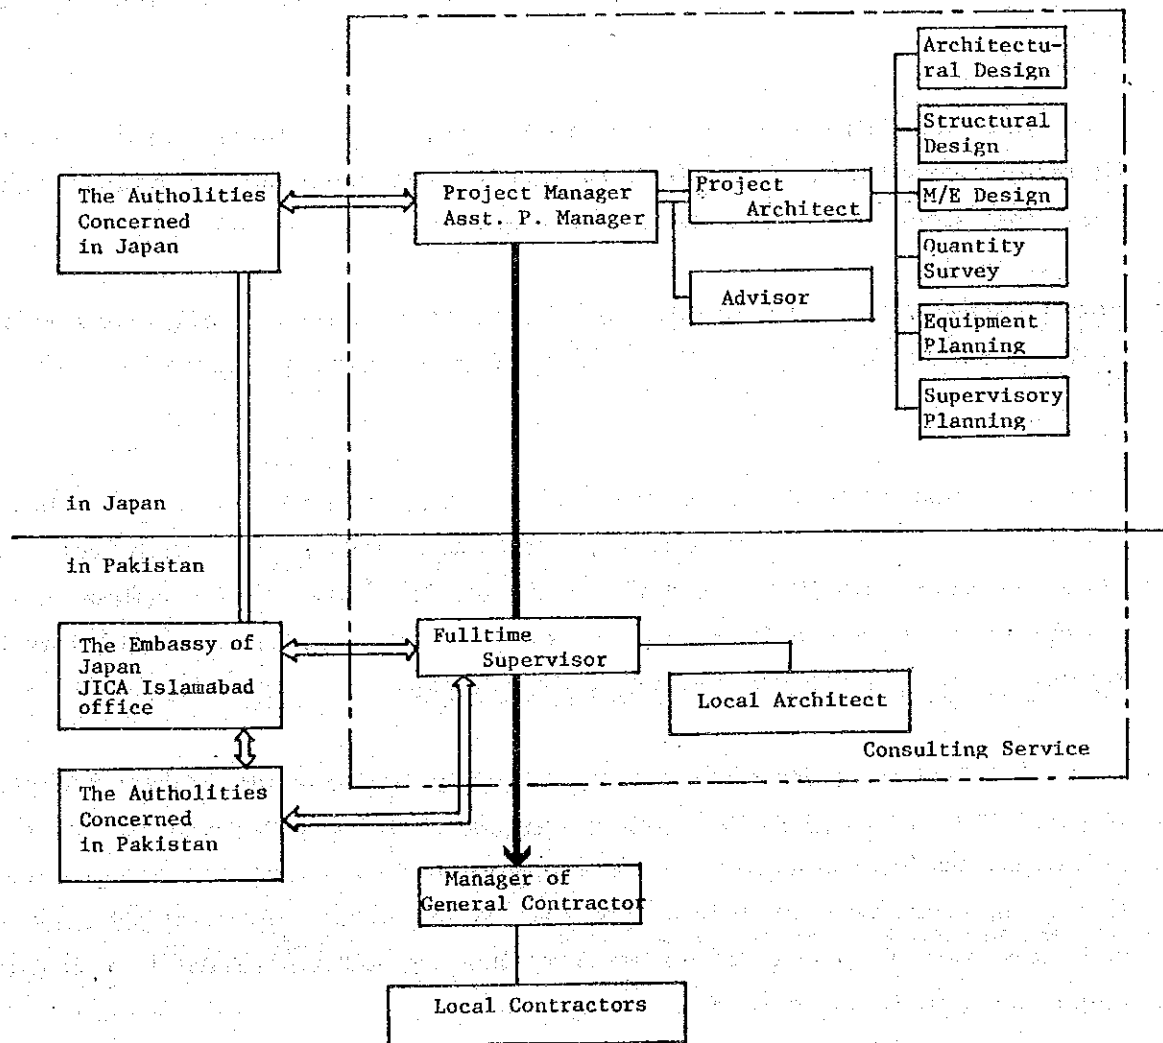 Architectu-
ral Design
Structural
Design
The Autholities
Concerned
in Japan
Project Manager
Asst. P. Manager
Project
Architect
M/E Design
Quantity
Survey
Advisor
Equipment
Planning
Supervisory
Planning
in Japan
in Pakistan
The Embassy of
Japan
JICA Islamabad
office
Fulltime
Supervisor
Local Architect
Consulting Service
The Autholities
Concerned
in Pakistan
Manager of
General Contractor
Local Contractors